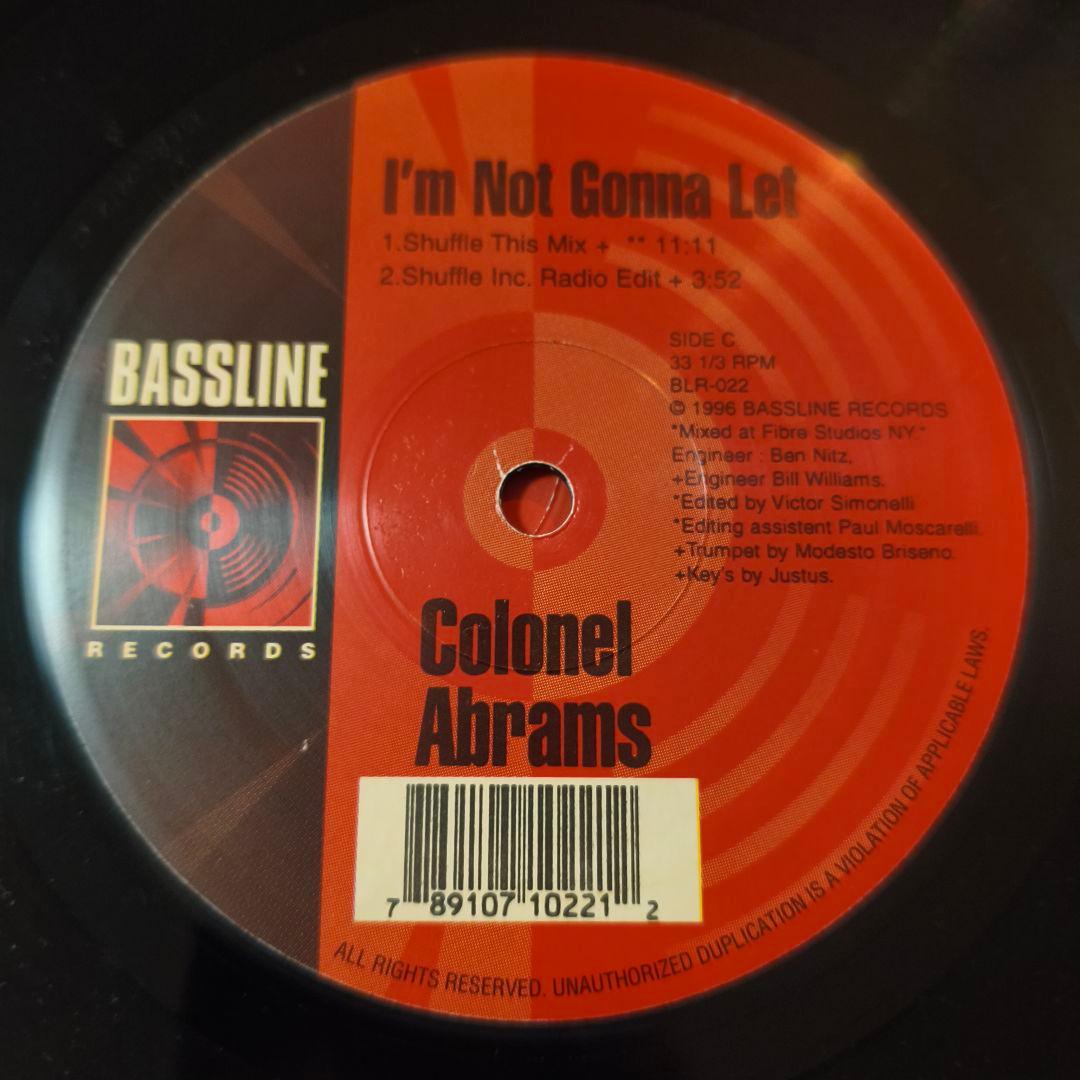 I'm Not Gonna Let
1.Shuffle This Mix + ** 11:11
2.Shuffle Inc. Radio Edit + 3:52
BASSLINE
RECORDS
SIDE C.
33 1/3 RPM
BLR-022
© 1996 BASSLINE RECORDS
*Mixed at Fibre Studios NY.*
Engineer : Ben Nitz,
+Engineer Bill Williams.
*Edited by Victor Simonelli
*Editing assistent Paul Moscarelli.
+Trumpet by Modesto Briseno.
+Key's by Justus.
Colonel
Abrams
7 89107 10221 2
ALL RIGHTS RESERVED. UNAUTHORIZED DUPLICATION IS A VIOLATION OF APPLICABLE LAWS.